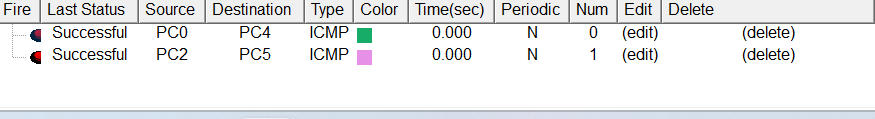 Fire Last Status Source Destination Type Color Time(sec) Periodic Num Edit Delete
Successful PC0 PC4 ICMP 0.000 N 0 (edit) (delete)
Successful PC2 PC5 ICMP 0.000 N 1 (edit) (delete)